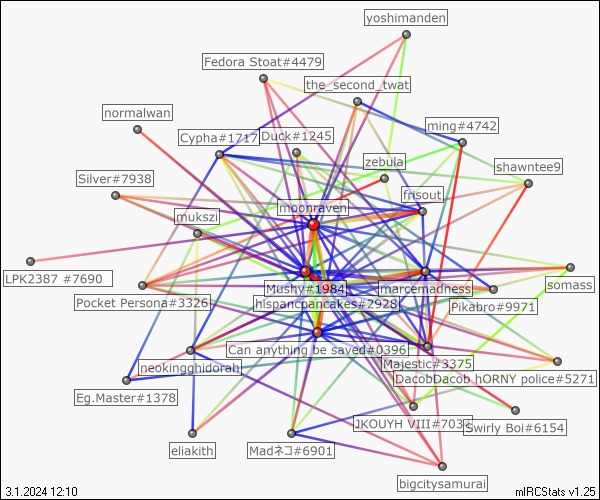 yoshimanden
Fedora Stoat#4479
the_second_twat
normalwan
ming#4742
Cypha#1717
Duck#1245
zebula
shawntee9
Silver#7938
frisout
moonraven
mukszi
LPK2387 #7690
Mushy#1984
marcemadness
somass
Pocket Persona#3326
hispancpancakes#2928
Pikabro#9971
Can anything be saved#0396
neokingghidorah
Majestic#3375
DacobDacob hORNY police#5271
Eg.Master#1378
JKOUYH VIII#703
Swirly Boi#6154
eliakith
Madネコ#6901
bigcitysamurai
3.1.2024 12:10
mIRCStats v1.25